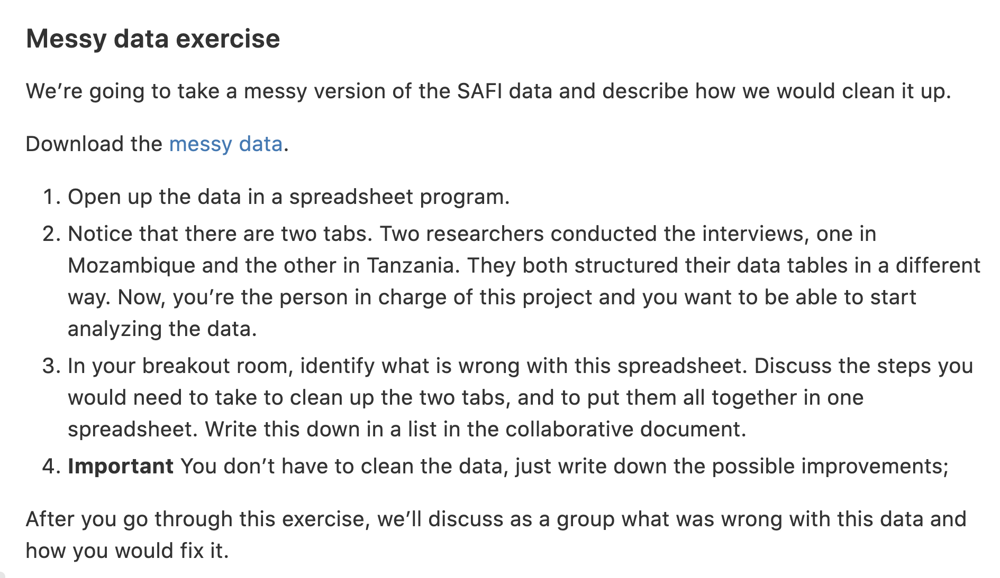 Messy data exercise
We’re going to take a messy version of the SAFI data and describe how we would clean it up.
Download the messy data.
1. Open up the data in a spreadsheet program.
2. Notice that there are two tabs. Two researchers conducted the interviews, one in
Mozambique and the other in Tanzania. They both structured their data tables in a different
way. Now, you’re the person in charge of this project and you want to be able to start
analyzing the data.
3. In your breakout room, identify what is wrong with this spreadsheet. Discuss the steps you
would need to take to clean up the two tabs, and to put them all together in one
spreadsheet. Write this down in a list in the collaborative document.
4. Important You don’t have to clean the data, just write down the possible improvements;
After you go through this exercise, we’ll discuss as a group what was wrong with this data and
how you would fix it.